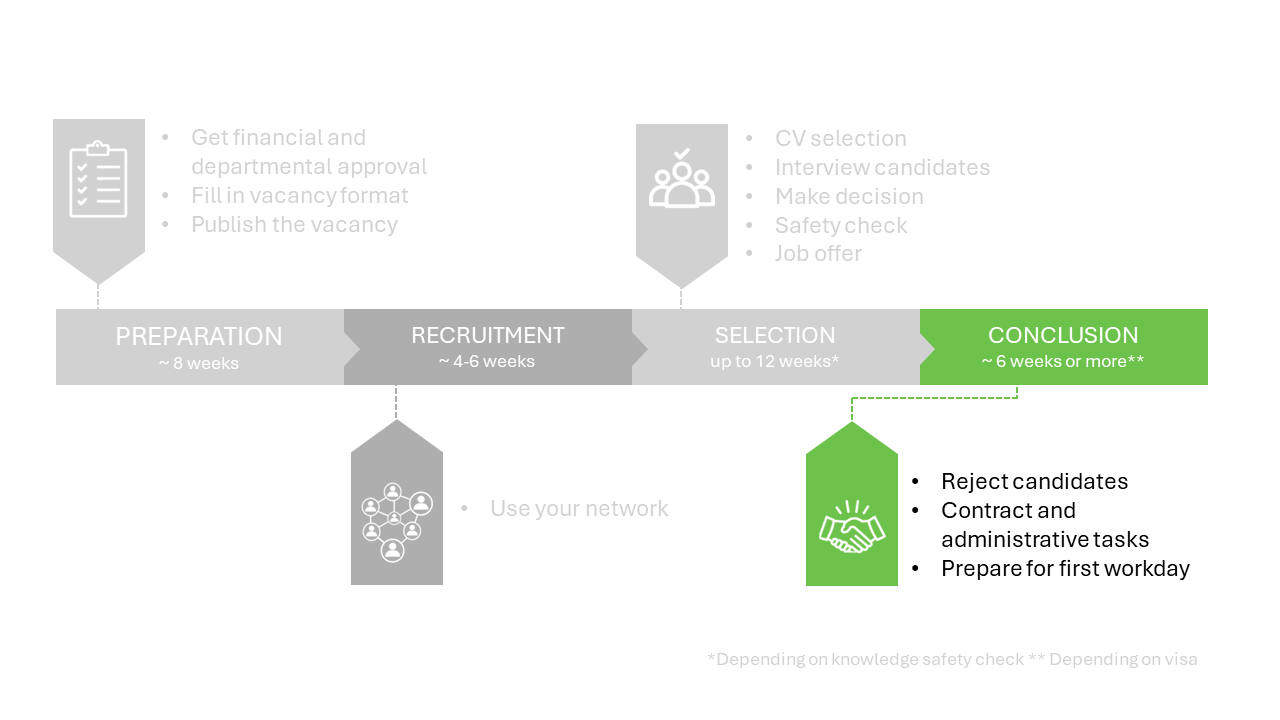 • Get financial and
departmental approval
• Fill in vacancy format
• Publish the vacancy
• CV selection
• Interview candidates
• Make decision
• Safety check
• Job offer
PREPARATION
~ 8 weeks
RECRUITMENT
~ 4-6 weeks
SELECTION
up to 12 weeks*
CONCLUSION
~ 6 weeks or more**
• Use your network
• Reject candidates
• Contract and
administrative tasks
• Prepare for first workday
*Depending on knowledge safety check ** Depending on visa